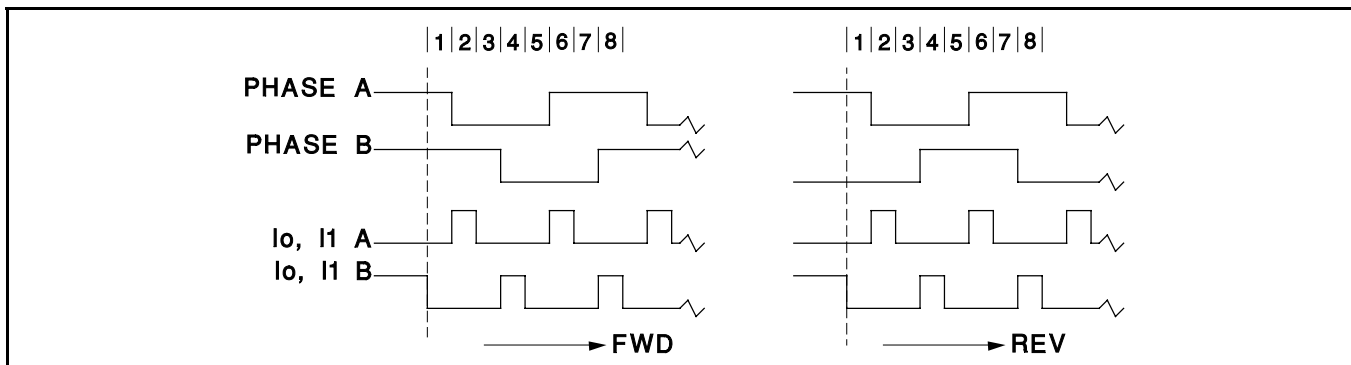 |1|2|3|4|5|6|7|8| |1|2|3|4|5|6|7|8|
PHASE A
PHASE B
Io, I1 A
Io, I1 B
FWD REV